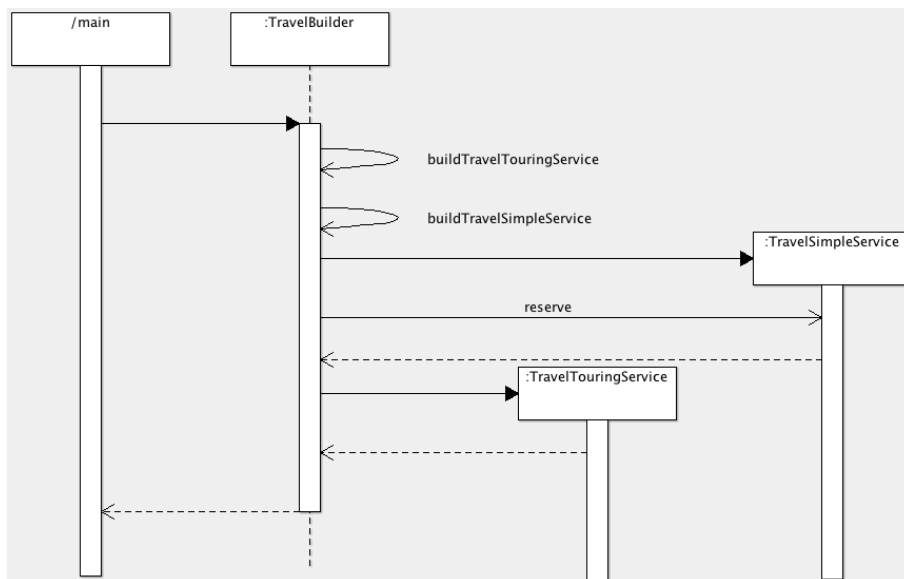 /main
:TravelBuilder
buildTravelTouringService
buildTravelSimpleService
:TravelSimpleService
reserve
:TravelTouringService